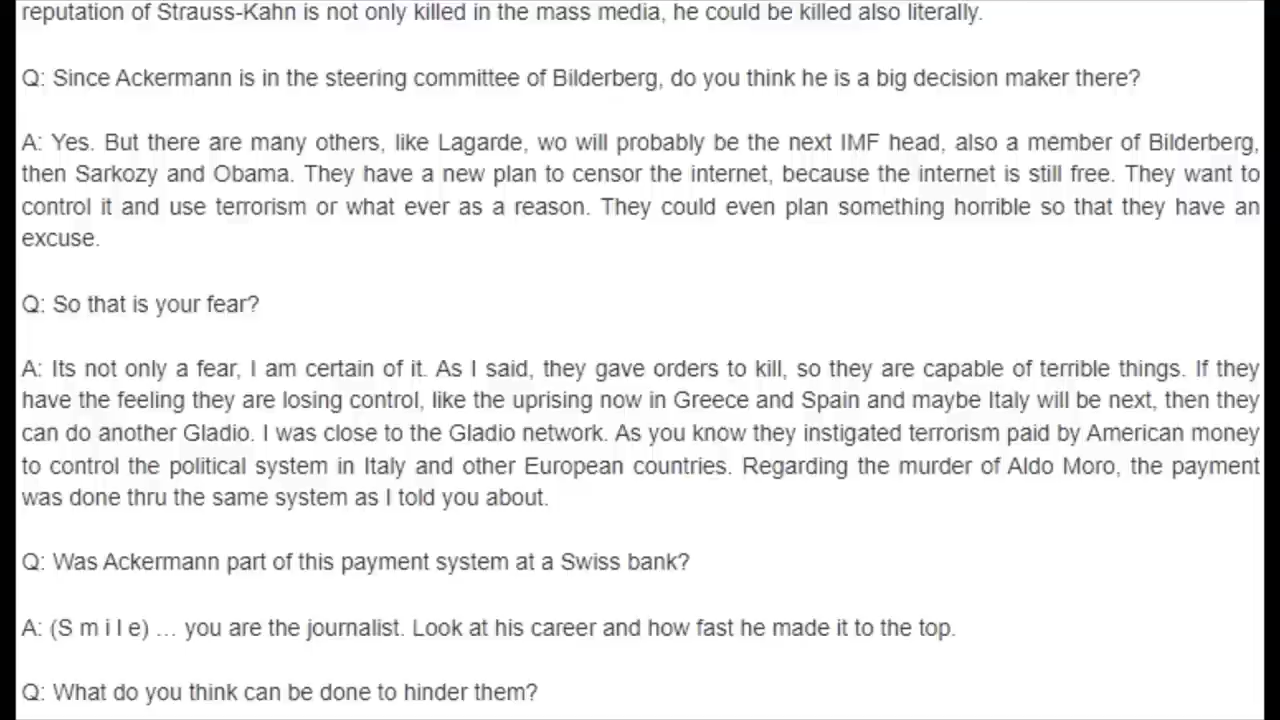 reputation of Strauss-Kahn is not only killed in the mass media, he could be killed also literally.
Q: Since Ackermann is in the steering committee of Bilderberg, do you think he is a big decision maker there?
A: Yes. But there are many others, like Lagarde, wo will probably be the next IMF head, also a member of Bilderberg,
then Sarkozy and Obama. They have a new plan to censor the internet, because the internet is still free. They want to
control it and use terrorism or what ever as a reason. They could even plan something horrible so that they have an
excuse.
Q: So that is your fear?
A: Its not only a fear, I am certain of it. As I said, they gave orders to kill, so they are capable of terrible things. If they
have the feeling they are losing control, like the uprising now in Greece and Spain and maybe Italy will be next, then they
can do another Gladio. I was close to the Gladio network. As you know they instigated terrorism paid by American money
to control the political system in Italy and other European countries. Regarding the murder of Aldo Moro, the payment
was done thru the same system as I told you about.
Q: Was Ackermann part of this payment system at a Swiss bank?
A: (S m i l e) … you are the journalist. Look at his career and how fast he made it to the top.
Q: What do you think can be done to hinder them?